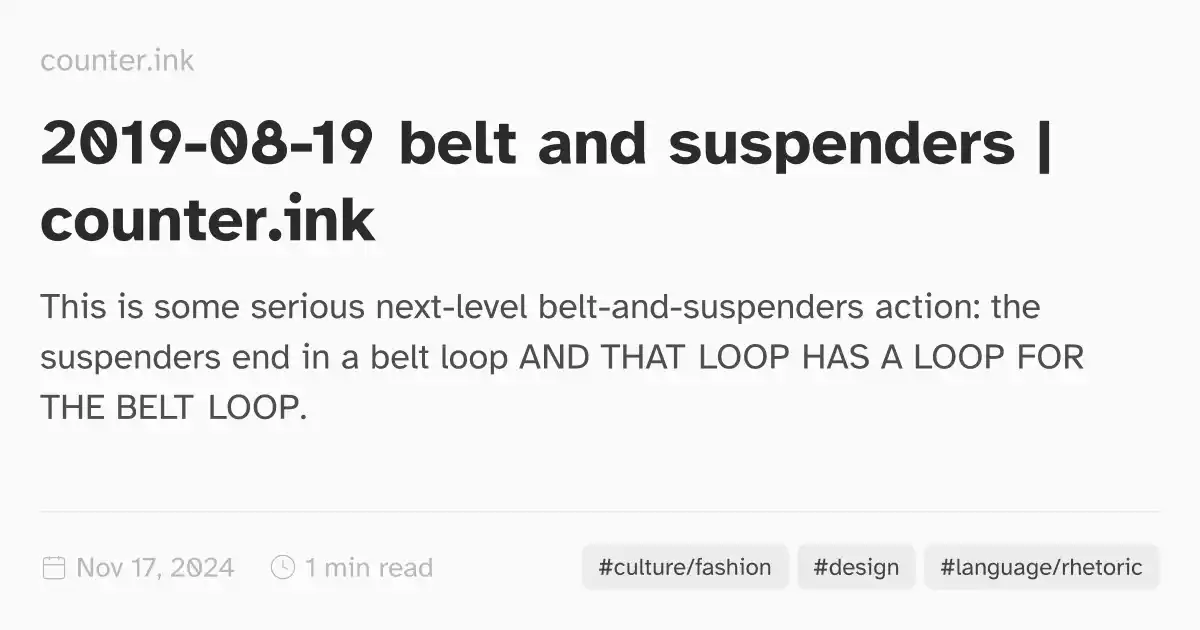 counter.ink
2019-08-19 belt and suspenders |
counter.ink
This is some serious next-level belt-and-suspenders action: the
suspenders end in a belt loop AND THAT LOOP HAS A LOOP FOR
THE BELT LOOP.
Nov 17, 2024 1 min read #culture/fashion #design #language/rhetoric